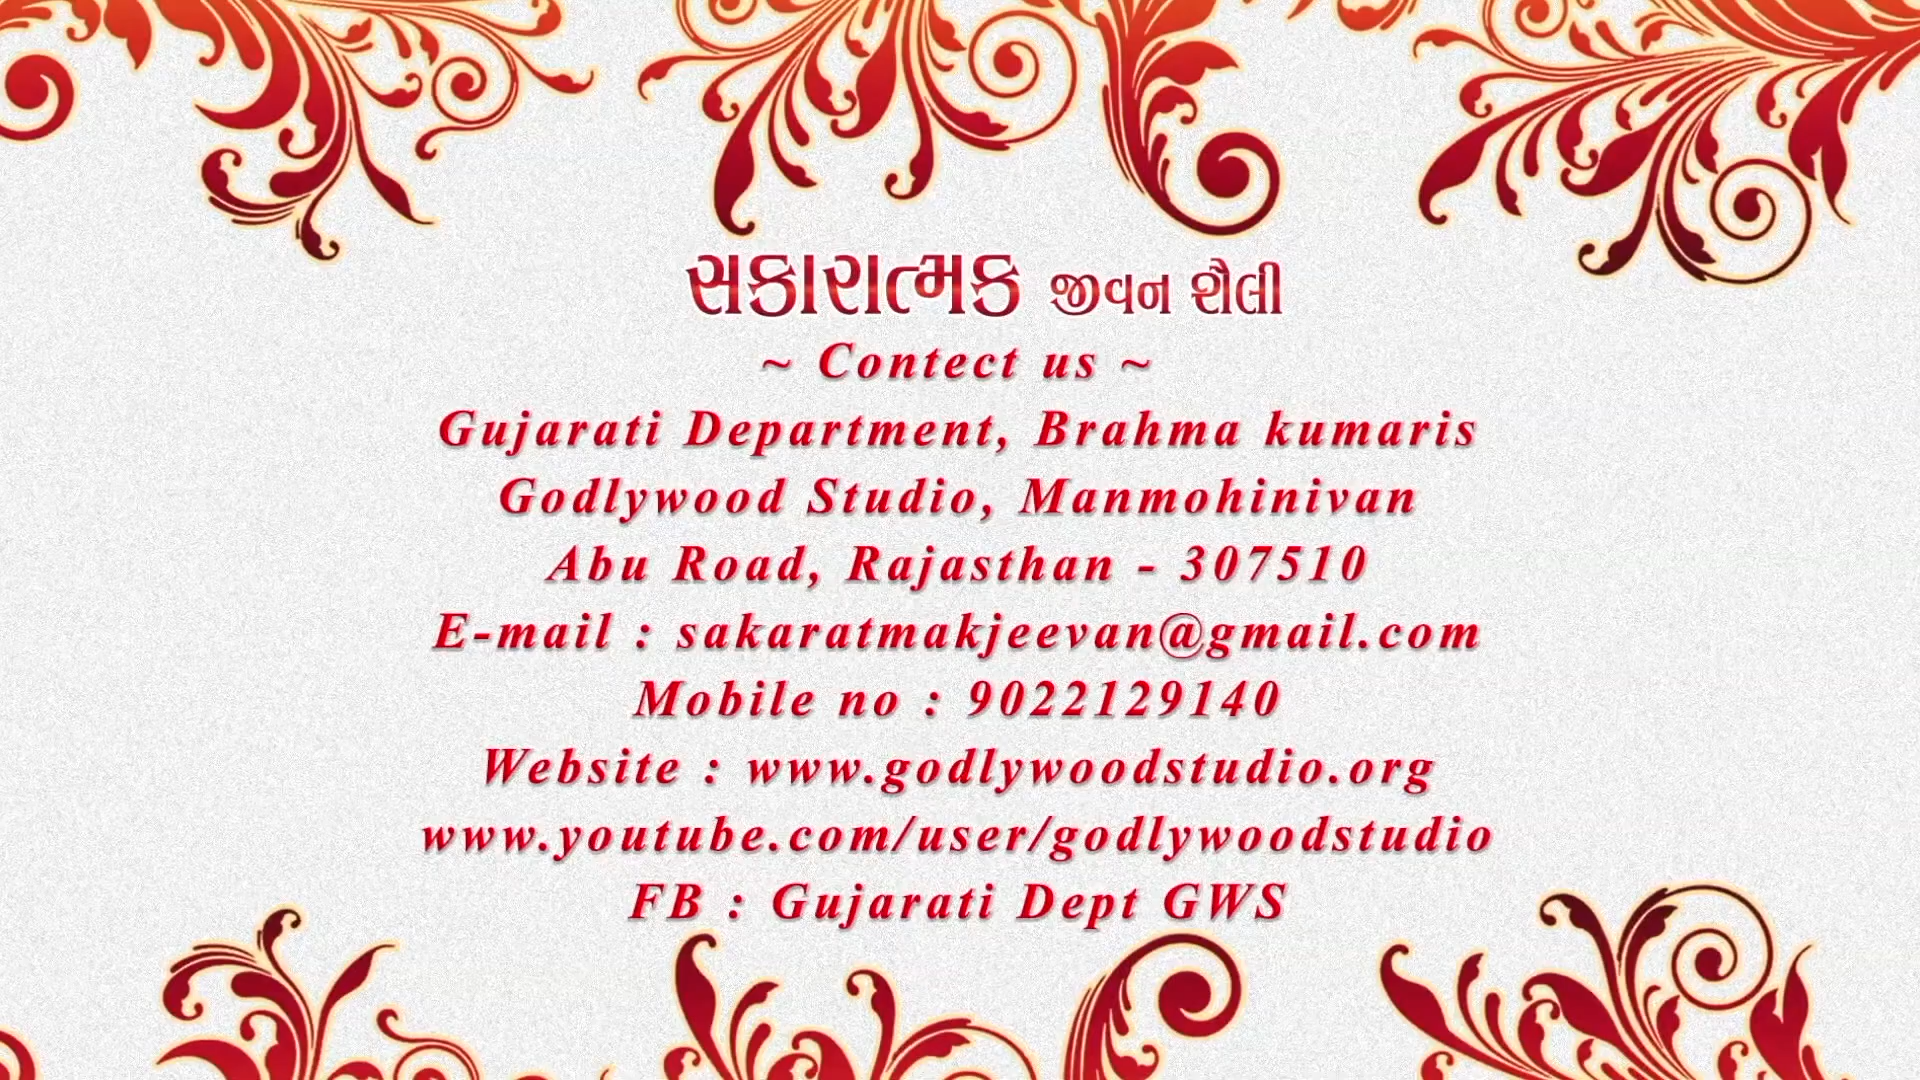 સકારાત્મક જીવન શૈલી
~ Contect us ~
Gujarati Department, Brahma kumaris
Godlywood Studio, Manmohinivan
Abu Road, Rajasthan - 307510
E-mail : sakaratmakjeevan@gmail.com
Mobile no : 9022129140
Website : www.godlywoodstudio.org
www.youtube.com/user/godlywoodstudio
FB : Gujarati Dept GWS